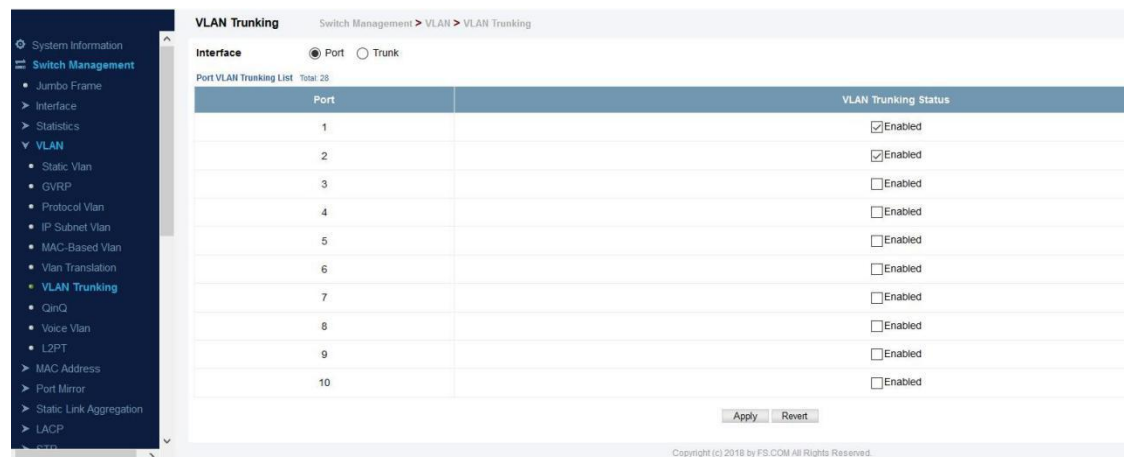 VLAN Trunking
Switch Management > VLAN > VLAN Trunking
System Information
Switch Management
Jumbo Frame
Interface
Statistics
VLAN
Static Vlan
GVRP
Protocol Vlan
IP Subnet Vlan
MAC-Based Vlan
Vlan Translation
VLAN Trunking
QinQ
Voice Vlan
L2PT
MAC Address
Port Mirror
Static Link Aggregation
LACP
STP
Interface Port Trunk
Port VLAN Trunking List Total: 28
Port VLAN Trunking Status
1 Enabled
2 Enabled
3 Enabled
4 Enabled
5 Enabled
6 Enabled
7 Enabled
8 Enabled
9 Enabled
10 Enabled
Apply Revert
Copyright (c) 2018 by FS.COM All Rights Reserved.